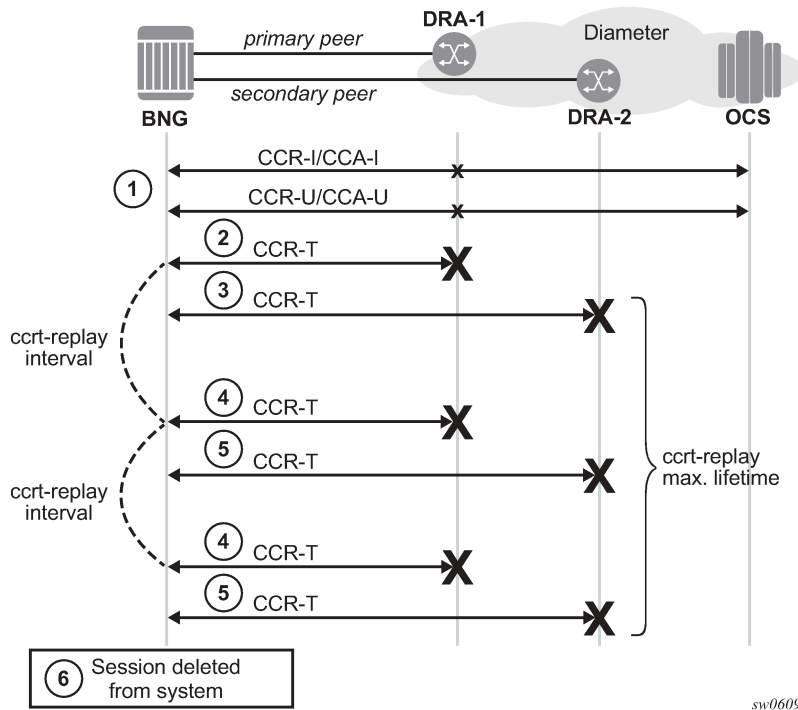 DRA-1
Diameter
primary peer
secondary peer
BNG
DRA-2
OCS
CCR-I/CCA-I
x
1
CCR-U/CCA-U
x
2
CCR-T
X
3
CCR-T
X
ccrt-replay
interval
4
CCR-T
X
5
CCR-T
X
ccrt-replay
max. lifetime
ccrt-replay
interval
4
CCR-T
X
5
CCR-T
X
6
Session deleted
from system
sw0609